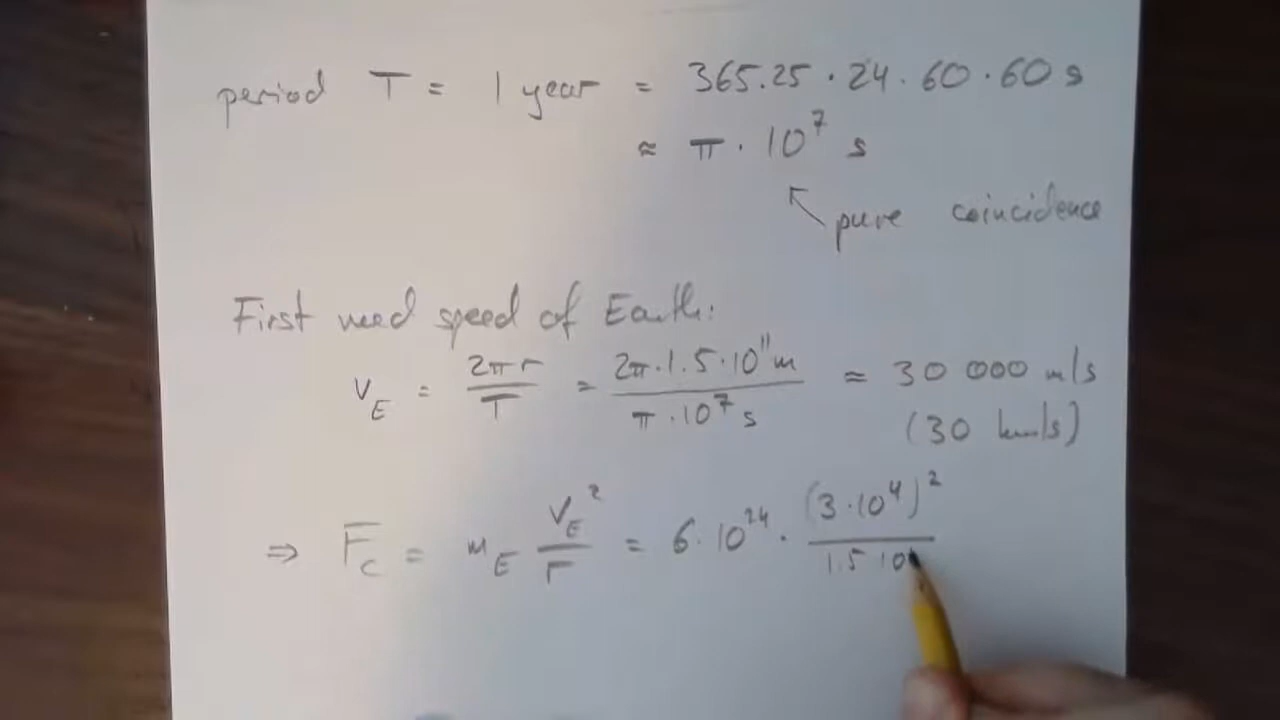 period T = 1 year = 365.25 · 24 · 60 · 60 s
≈ π · 10⁷ s
pure coincidence
First need speed of Earth:
v_E = 2πr / T = 2π · 1.5 · 10¹¹ m / π · 10⁷ s ≈ 30 000 m/s
(30 km/s)
⇒ F_c = m_E v_E² / r = 6 · 10²⁴ · (3 · 10⁴)² / 1.5 10